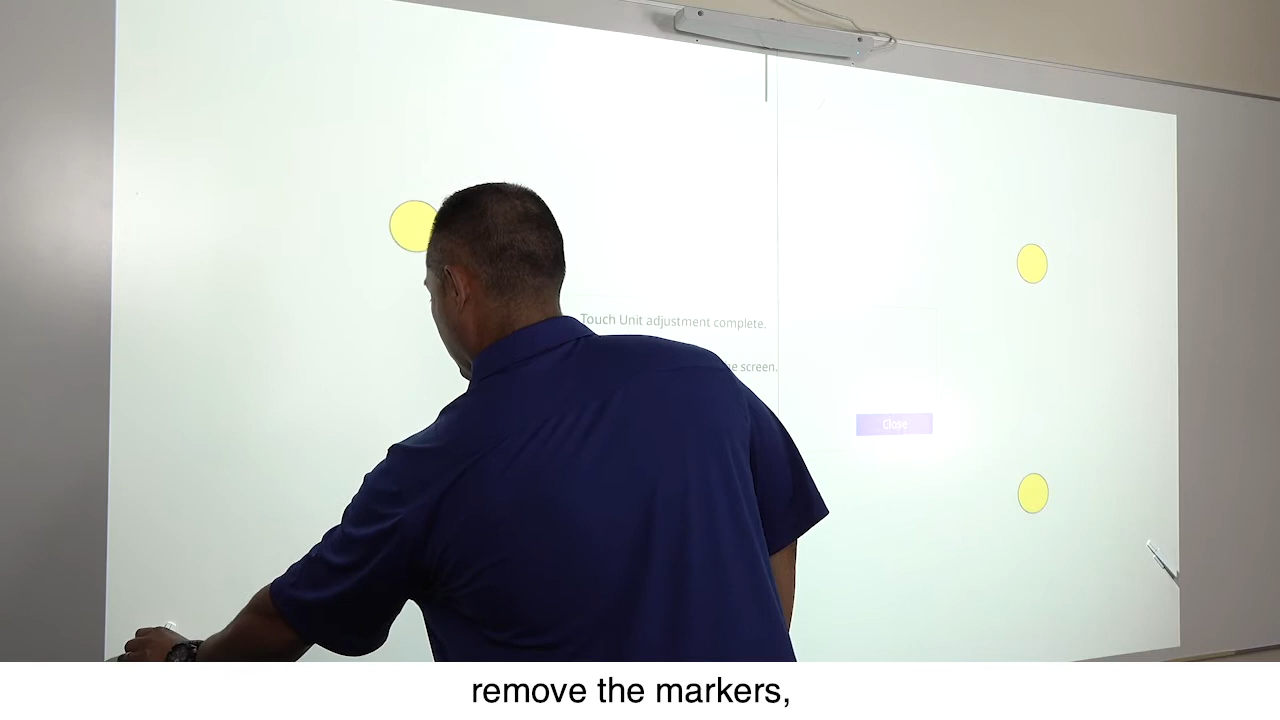 Touch Unit adjustment complete.
screen.
Close
remove the markers,